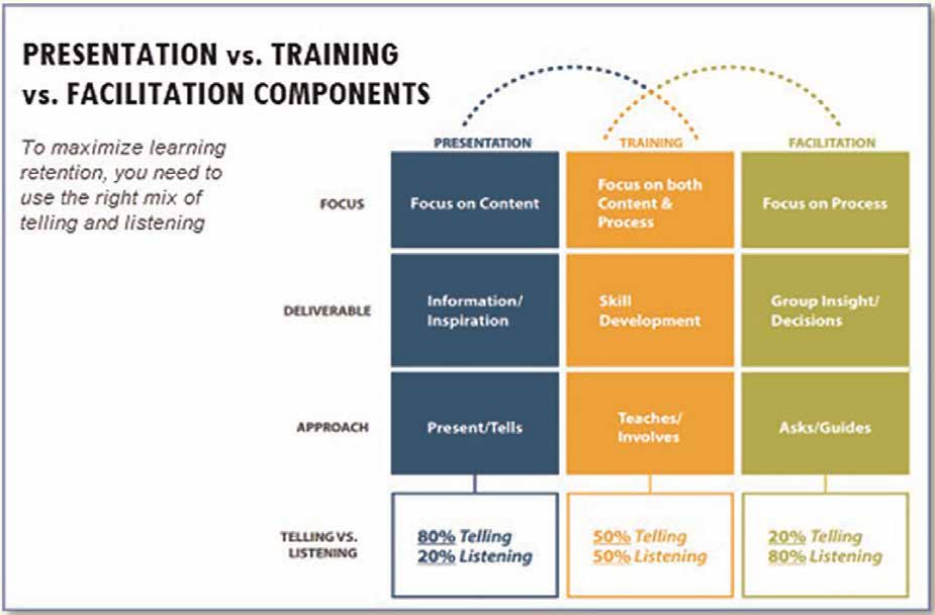 PRESENTATION vs. TRAINING
vs. FACILITATION COMPONENTS
To maximize learning
retention, you need to
use the right mix of
telling and listening
PRESENTATION
TRAINING
FACILITATION
FOCUS
Focus on Content
Focus on both
Content &
Process
Focus on Process
DELIVERABLE
Information/
Inspiration
Skill
Development
Group Insight/
Decisions
APPROACH
Present/Tells
Teaches/
Involves
Asks/Guides
TELLING VS.
LISTENING
80% Telling
20% Listening
50% Telling
50% Listening
20% Telling
80% Listening